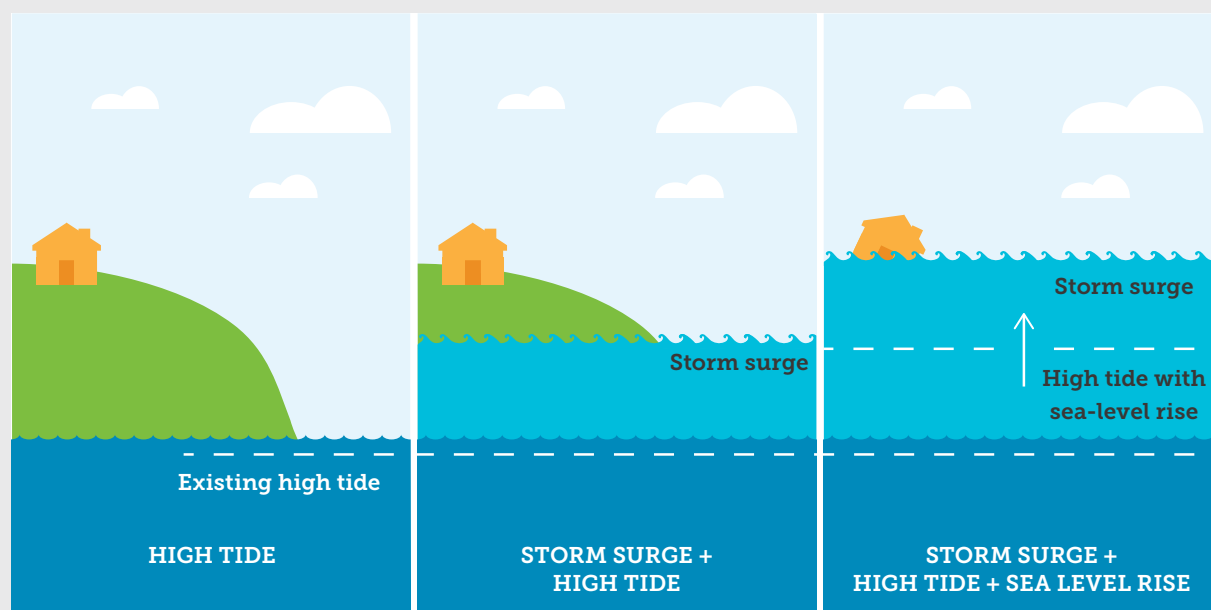 Existing high tide
HIGH TIDE
Storm surge
STORM SURGE +
HIGH TIDE
Storm surge
High tide with
sea-level rise
STORM SURGE +
HIGH TIDE + SEA LEVEL RISE